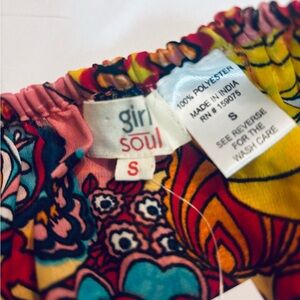 girl
soul
S
100% POLYESTER
MADE IN INDIA
RN # 159075
S
SEE REVERSE
FOR THE
WASH CARE